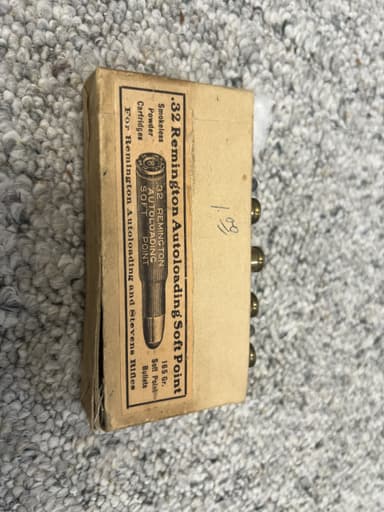 .32 Remington Autoloading Soft Point
Smokeless
Powder
Cartridges
32 REMINGTON
AUTOLOADING
SOFT POINT
165 Gr.
Soft Point
Bullets
For Remington Autoloading and Stevens Rifles
1.00